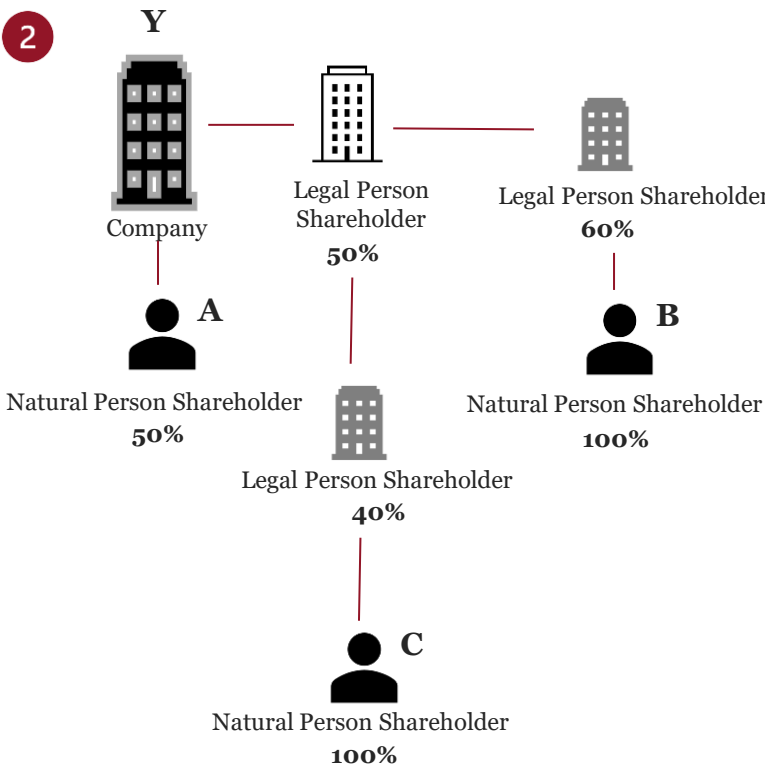 2
Y
Company
Legal Person
Shareholder
50%
Legal Person Shareholder
60%
A
Natural Person Shareholder
50%
B
Natural Person Shareholder
100%
Legal Person Shareholder
40%
C
Natural Person Shareholder
100%